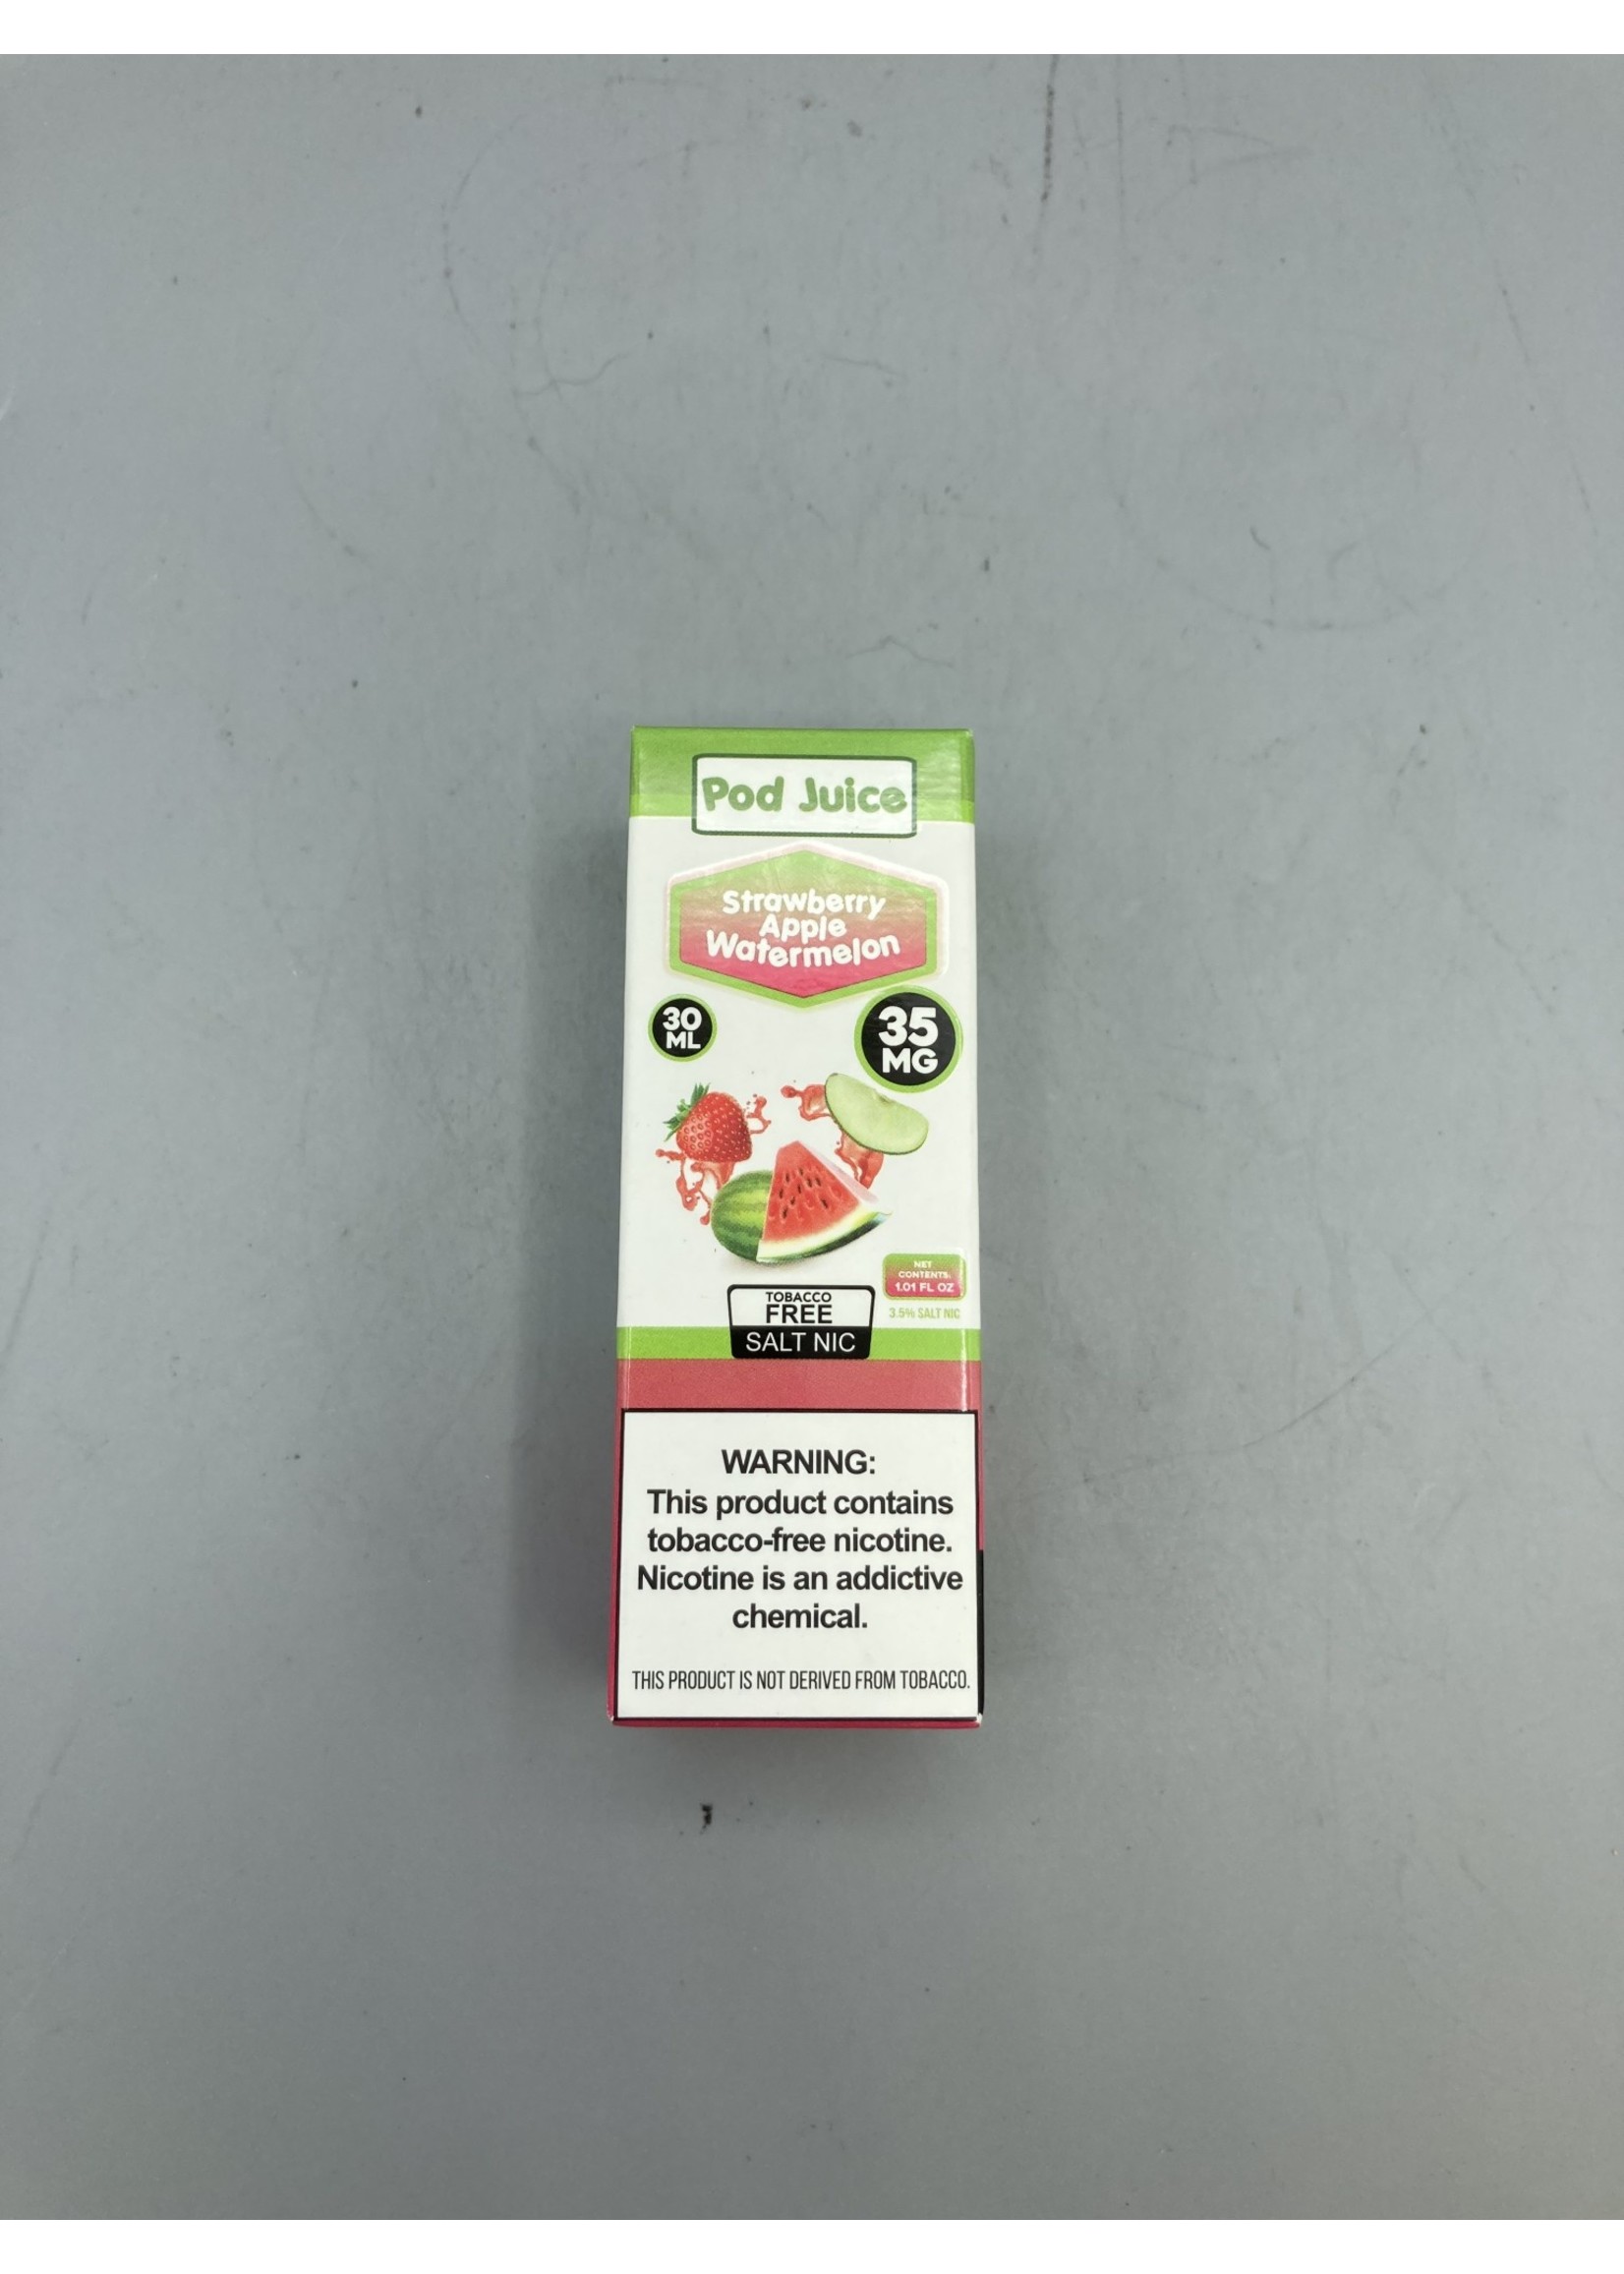 Pod Juice
Strawberry
Apple
Watermelon
30
ML
35
MG
NET
CONTENTS:
1.01 FL OZ
3.5% SALT NIC
TOBACCO
FREE
SALT NIC
WARNING:
This product contains
tobacco-free nicotine.
Nicotine is an addictive
chemical.
THIS PRODUCT IS NOT DERIVED FROM TOBACCO.